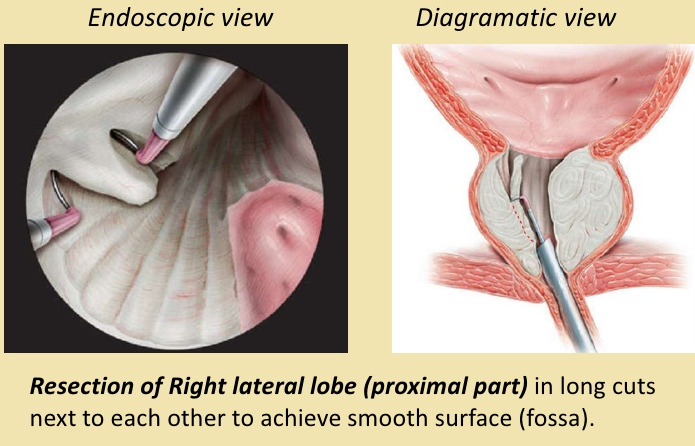 Endoscopic view
Diagramatic view
Resection of Right lateral lobe (proximal part) in long cuts
next to each other to achieve smooth surface (fossa).